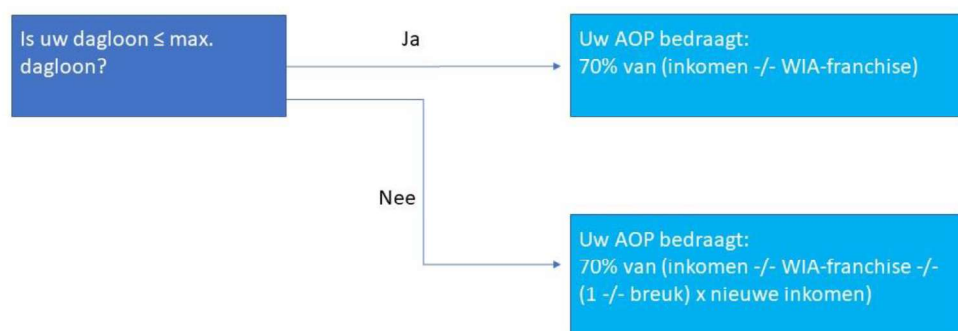 Is uw dagloon ≤ max.
dagloon?
Ja
Uw AOP bedraagt:
70% van (inkomen -/- WIA-franchise)
Nee
Uw AOP bedraagt:
70% van (inkomen -/- WIA-franchise -/-
(1 -/- breuk) x nieuwe inkomen)